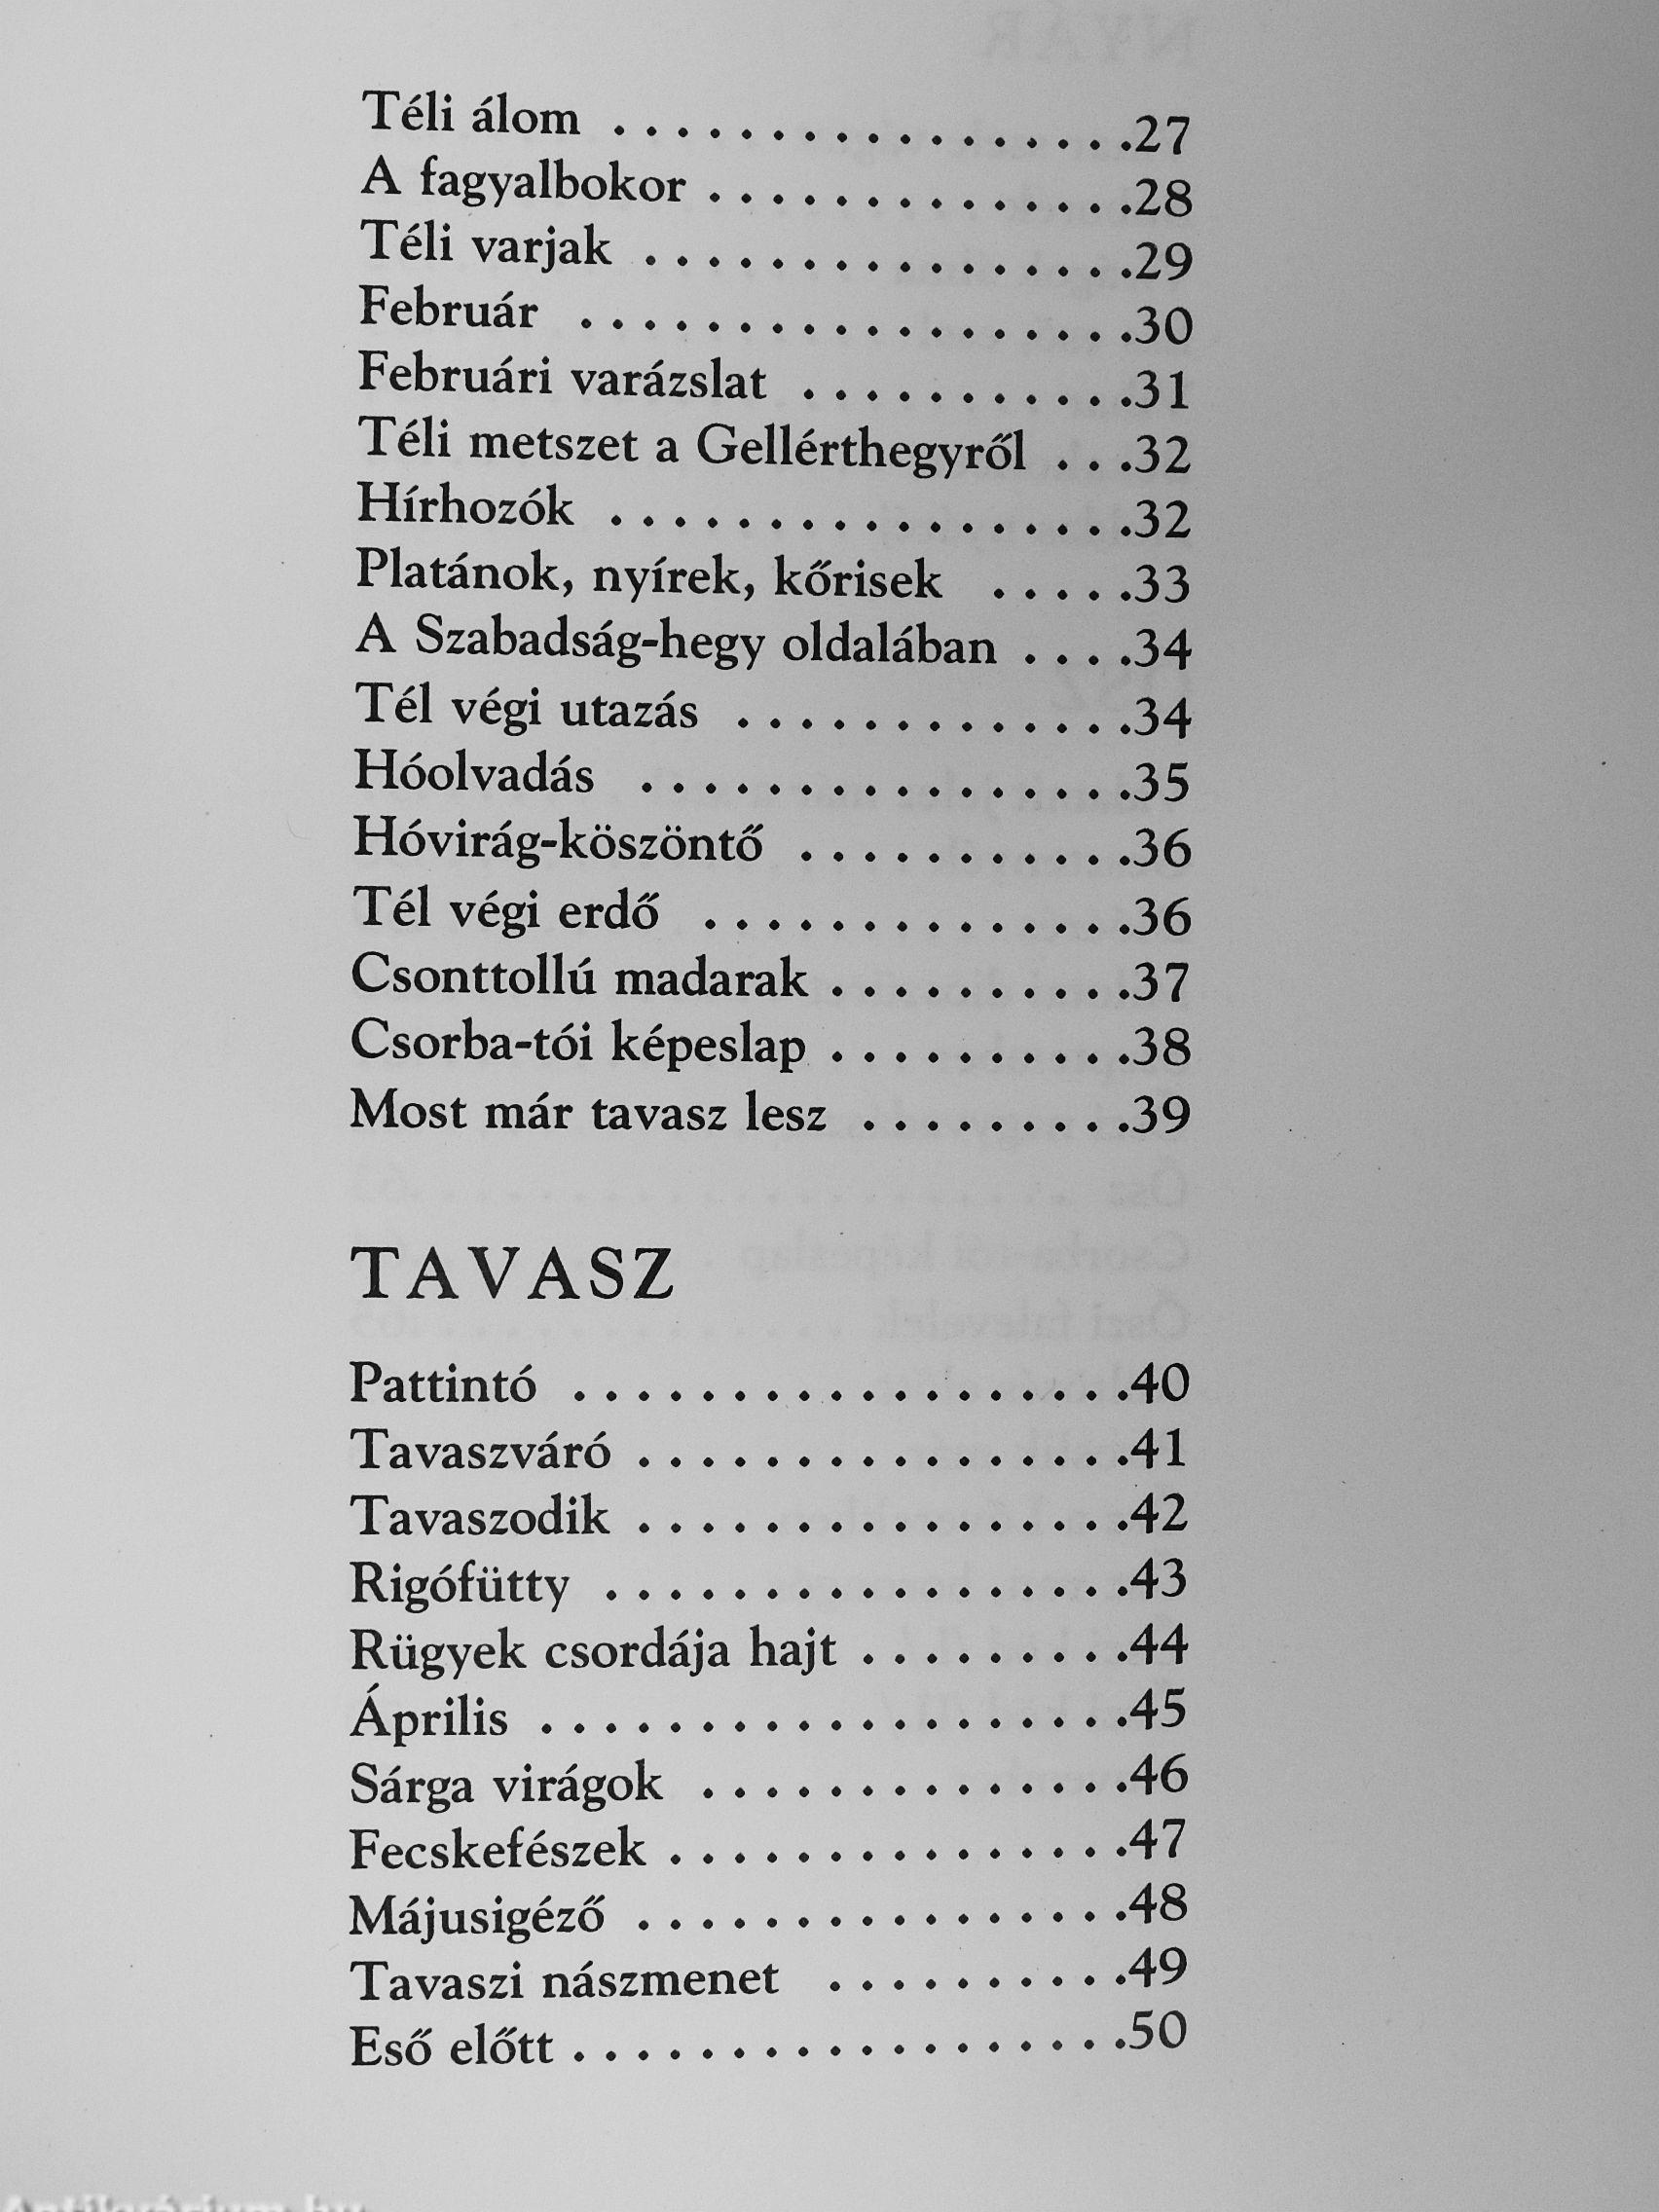 Téli álom . . . . . . . . . . . . . . . . .27
A fagyalbokor . . . . . . . . . . . . . .28
Téli varjak . . . . . . . . . . . . . . . .29
Február . . . . . . . . . . . . . . . . . .30
Februári varázslat . . . . . . . . . . .31
Téli metszet a Gellérthegyről . . .32
Hírhozók . . . . . . . . . . . . . . . . .32
Platánok, nyírek, kőrisek . . . . .33
A Szabadság-hegy oldalában . . . .34
Tél végi utazás . . . . . . . . . . . . .34
Hóolvadás . . . . . . . . . . . . . . . .35
Hóvirág-köszöntő . . . . . . . . . . .36
Tél végi erdő . . . . . . . . . . . . . .36
Csonttollú madarak . . . . . . . . . .37
Csorba-tói képeslap . . . . . . . . . .38
Most már tavasz lesz . . . . . . . . .39
TAVASZ
Pattintó . . . . . . . . . . . . . . . . . .40
Tavaszváró . . . . . . . . . . . . . . . .41
Tavaszodik . . . . . . . . . . . . . . . .42
Rigófütty . . . . . . . . . . . . . . . . .43
Rügyek csordája hajt . . . . . . . . .44
Április . . . . . . . . . . . . . . . . . . .45
Sárga virágok . . . . . . . . . . . . . .46
Fecskefészek . . . . . . . . . . . . . . .47
Májusigéző . . . . . . . . . . . . . . . .48
Tavaszi nászmenet . . . . . . . . . .49
Eső előtt . . . . . . . . . . . . . . . . . .50